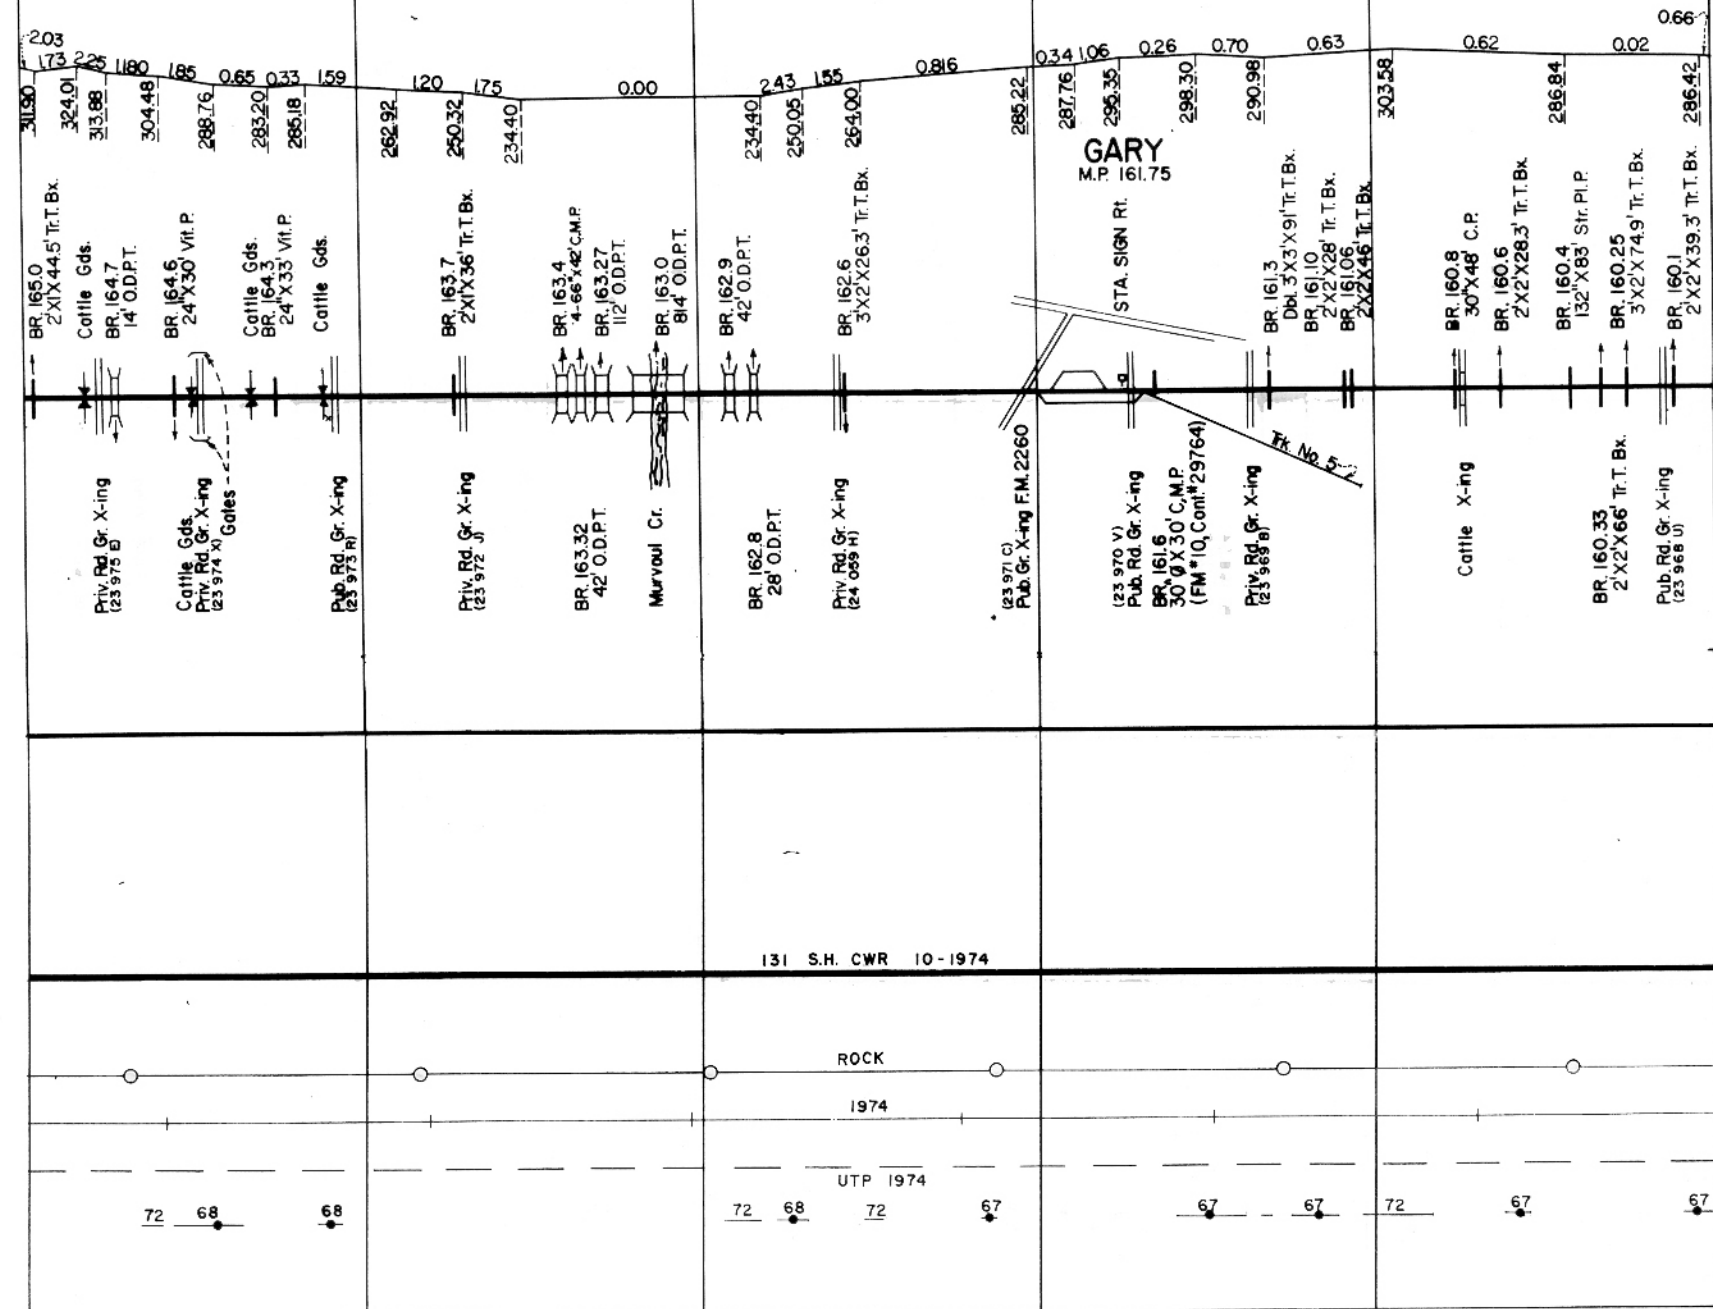 2.03
1.73 2.25 1.180 1.85 0.65 0.33 1.59 1.20 1.75 0.00 2.43 1.55 0.816 0.34 1.06 0.26 0.70 0.63 0.62 0.02 0.66
311.90
324.01
313.88
304.48
288.76
283.20
285.18
262.92
250.32
234.40
234.40
250.05
264.00
285.22
287.76
295.35
298.30
290.98
303.58
286.84
286.42
GARY
M.P. 161.75
BR. 165.0
2'X1'X44.5' Tr.T. Bx.
Cattle Gds.
BR. 164.7
14' O.D.P.T.
BR. 164.6
24"X30' Vit. P.
Cattle Gds.
BR. 164.3
24"X33' Vit. P.
Cattle Gds.
BR. 163.7
2'X1'X36' Tr. T. Bx.
BR. 163.4
4-66"x42' C.M.P.
BR. 163.27
112' O.D.P.T.
BR. 163.0
814' O.D.P.T.
BR. 162.9
42' O.D.P.T.
BR. 162.6
3'X2'X26.3' Tr. T. Bx.
STA. SIGN Rt.
BR. 161.3
Dbl. 3'X3'X91' Tr. T. Bx.
BR. 161.10
2'X2'X28' Tr. T. Bx.
BR. 161.06
2'X2'X46' Tr. T. Bx.
BR. 160.8
30"X48' C.P.
BR. 160.6
2'X2'X28.3' Tr. T. Bx.
BR. 160.4
132"X83' Str. Pl. P.
BR. 160.25
3'X2'X74.9' Tr. T. Bx.
BR. 160.1
2'X2'X39.3' Tr. T. Bx.
Trk. No. 5
Priv. Rd. Gr. X-ing
(23 975 E)
Cattle Gds.
Priv. Rd. Gr. X-ing
(23 974 X)
Gates
Pub. Rd. Gr. X-ing
(23 973 R)
Priv. Rd. Gr. X-ing
(23 972 J)
BR. 163.32
42' O.D.P.T.
Murvaul Cr.
BR. 162.8
28' O.D.P.T.
Priv. Rd. Gr. X-ing
(24 059 H)
(23 971 C)
Pub. Gr. X-ing F.M. 2260
(23 970 V)
Pub. Rd. Gr. X-ing
BR. 161.6
30" Ø X 30' C.M.P.
(FM #10, Cont. #29764)
Priv. Rd. Gr. X-ing
(23 969 B)
Cattle X-ing
BR. 160.33
2'X2'X66' Tr. T. Bx.
Pub. Rd. Gr. X-ing
(23 968 U)
131 S.H. CWR 10-1974
ROCK
1974
UTP 1974
72 68 68 72 68 72 67 67 67 72 67 67